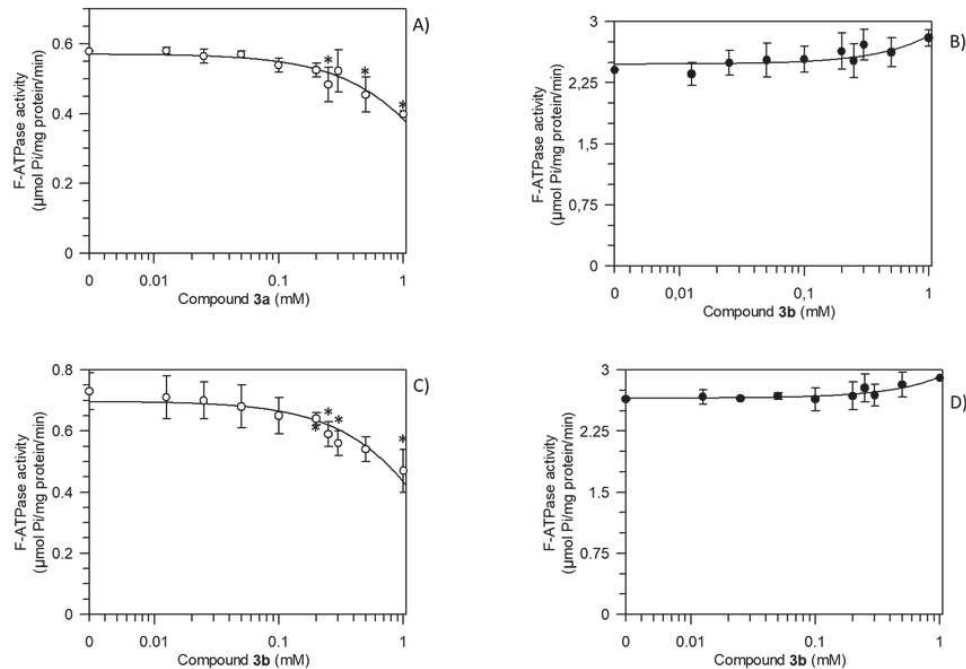 A)
F-ATPase activity
(µmol Pi/mg protein/min)
0.6
0.4
0.2
0
*
*
*
0
0.01
0.1
1
Compound 3a (mM)
B)
F-ATPase activity
(µmol Pi/mg protein/min)
3
2,25
1,5
0,75
0
0
0,01
0,1
1
Compound 3b (mM)
C)
F-ATPase activity
(µmol Pi/mg protein/min)
0.8
0.6
0.4
0.2
0
*
*
*
*
0
0.01
0.1
1
Compound 3b (mM)
D)
F-ATPase activity
(µmol Pi/mg protein/min)
3
2.25
1.5
0.75
0
0
0.01
0.1
1
Compound 3b (mM)